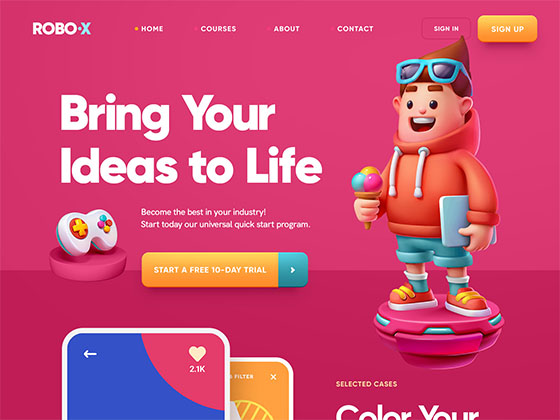 ROBO·X
HOME
COURSES
ABOUT
CONTACT
SIGN IN
SIGN UP
Bring Your
Ideas to Life
Become the best in your industry!
Start today our universal quick start program.
START A FREE 10-DAY TRIAL
2.1K
FILTER
SELECTED CASES
Color Your